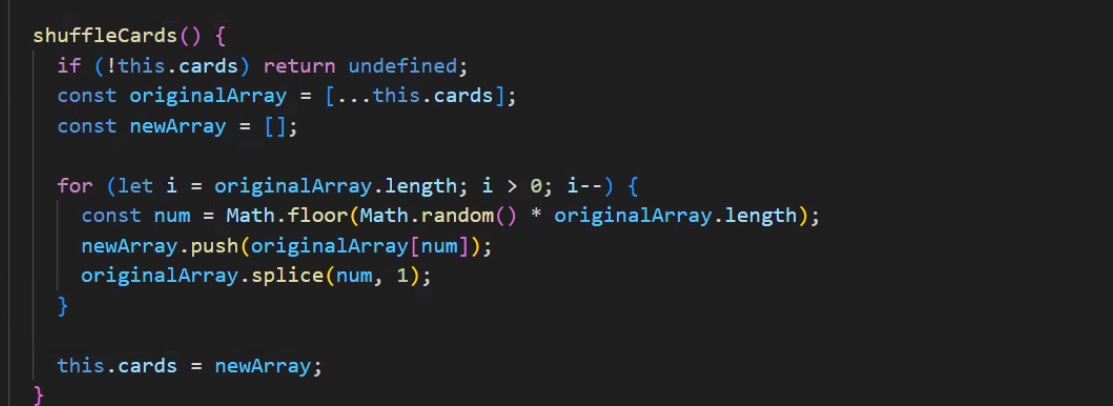 shuffleCards() {
if (!this.cards) return undefined;
const originalArray = [...this.cards];
const newArray = [];
for (let i = originalArray.length; i > 0; i--) {
const num = Math.floor(Math.random() * originalArray.length);
newArray.push(originalArray[num]);
originalArray.splice(num, 1);
}
this.cards = newArray;
}